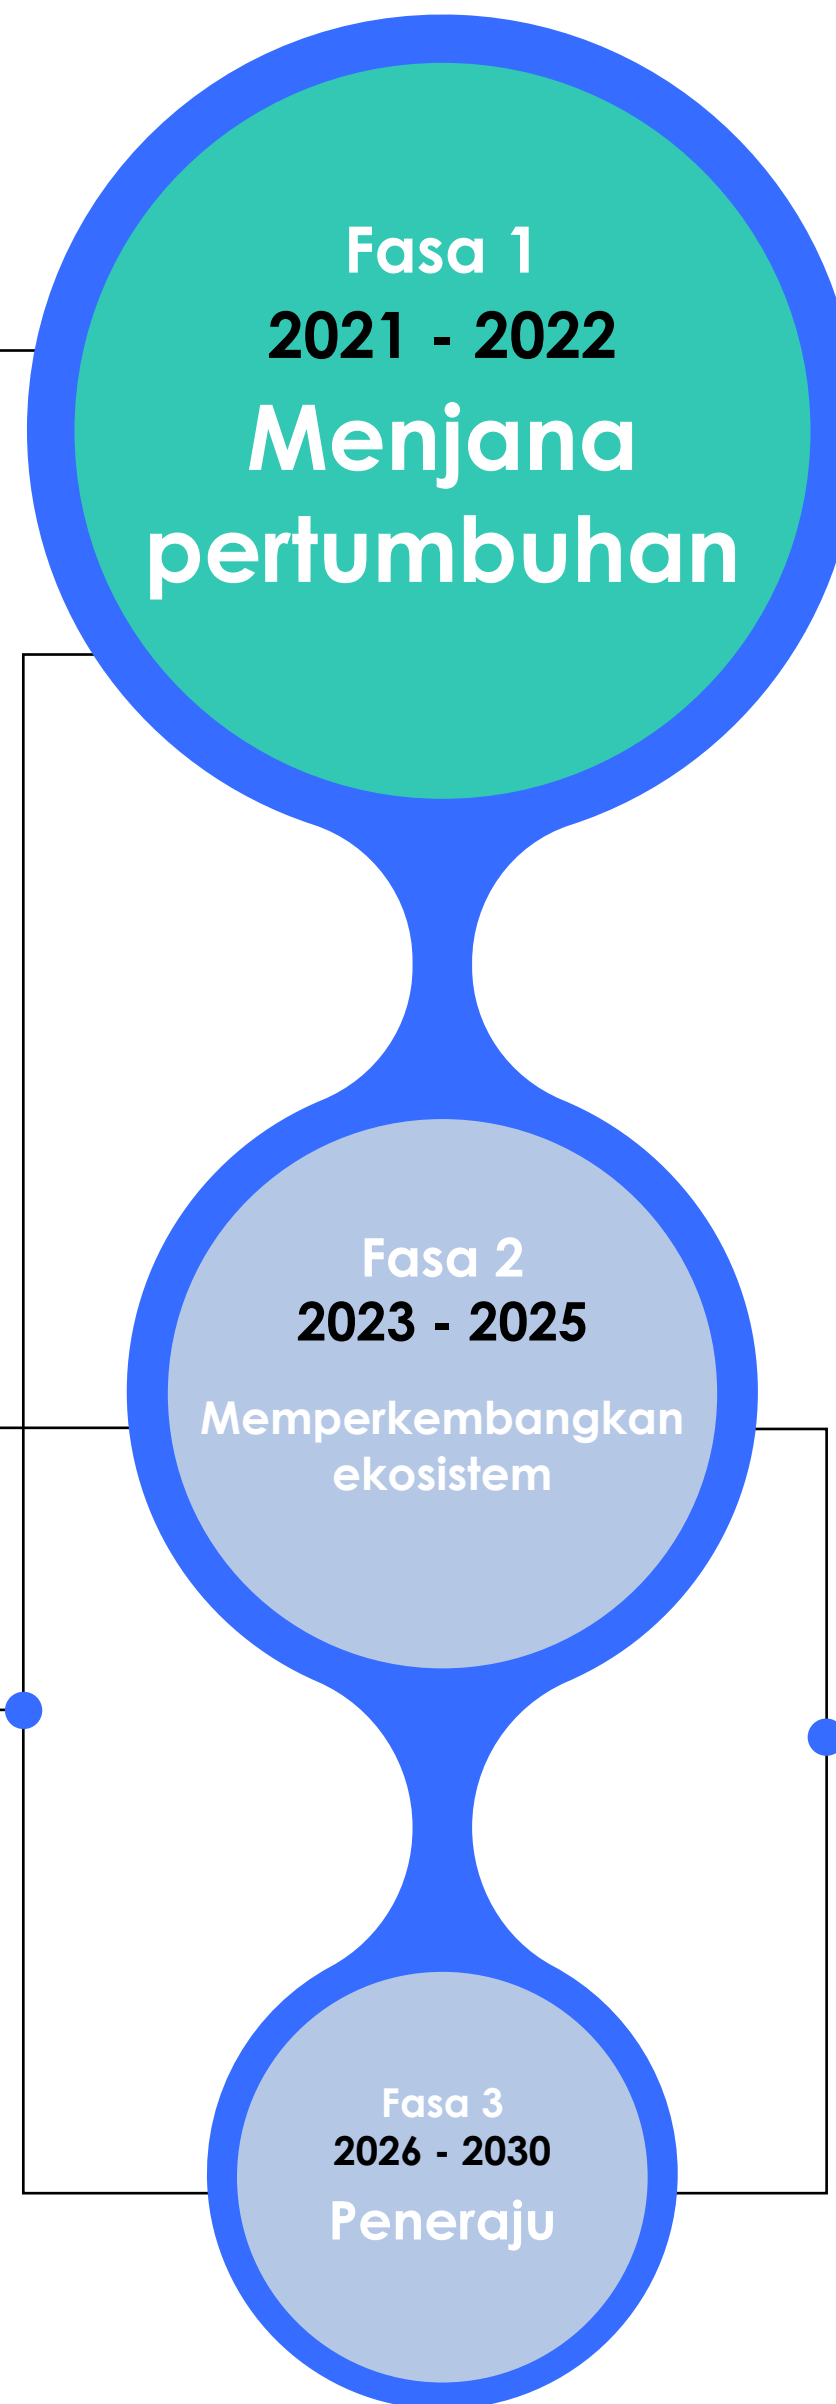 Fasa 1
2021 - 2022
Menjana
pertumbuhan
Fasa 2
2023 - 2025
Memperkembangkan
ekosistem
Fasa 3
2026 - 2030
Peneraju